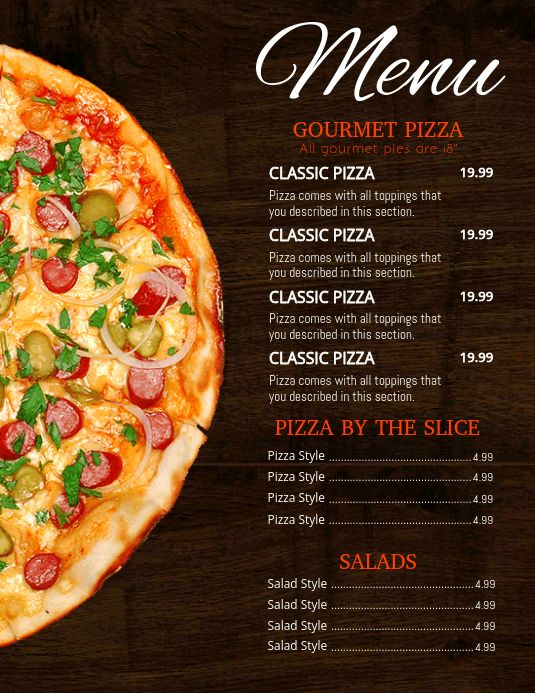 Menu
GOURMET PIZZA
All gourmet pies are 18"
CLASSIC PIZZA 19.99
Pizza comes with all toppings that
you described in this section.
CLASSIC PIZZA 19.99
Pizza comes with all toppings that
you described in this section.
CLASSIC PIZZA 19.99
Pizza comes with all toppings that
you described in this section.
CLASSIC PIZZA 19.99
Pizza comes with all toppings that
you described in this section.
PIZZA BY THE SLICE
Pizza Style ........................................ 4.99
Pizza Style ........................................ 4.99
Pizza Style ........................................ 4.99
Pizza Style ........................................ 4.99
SALADS
Salad Style ........................................ 4.99
Salad Style ........................................ 4.99
Salad Style ........................................ 4.99
Salad Style ........................................ 4.99